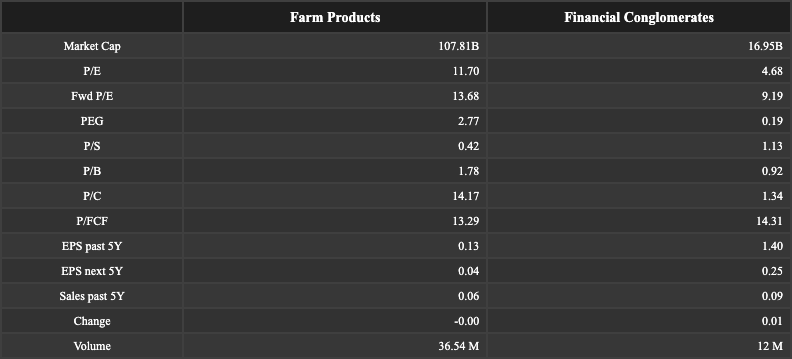 Farm Products Financial Conglomerates
Market Cap 107.81B 16.95B
P/E 11.70 4.68
Fwd P/E 13.68 9.19
PEG 2.77 0.19
P/S 0.42 1.13
P/B 1.78 0.92
P/C 14.17 1.34
P/FCF 13.29 14.31
EPS past 5Y 0.13 1.40
EPS next 5Y 0.04 0.25
Sales past 5Y 0.06 0.09
Change -0.00 0.01
Volume 36.54 M 12 M